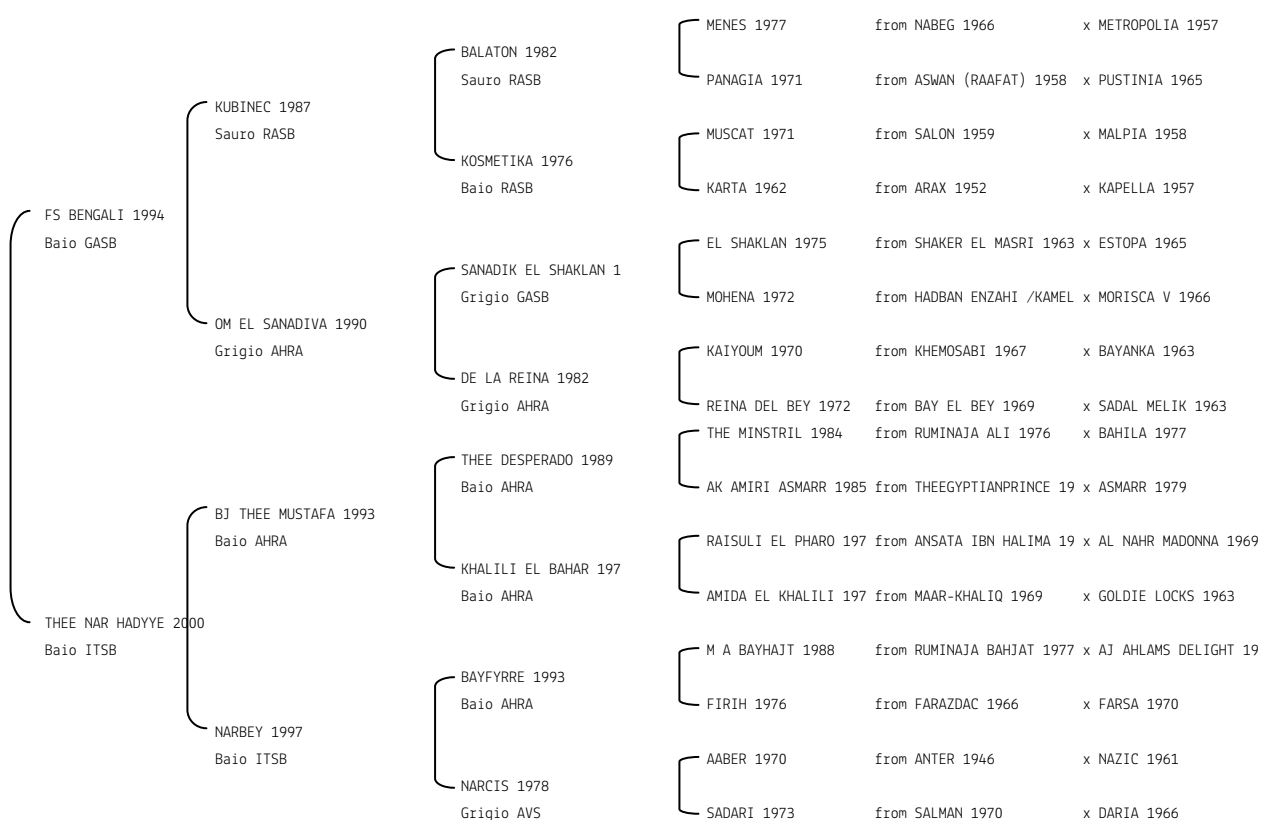 MENES 1977 from NABEG 1966 x METROPOLIA 1957
BALATON 1982
Sauro RASB PANAGIA 1971 from ASWAN (RAAFAT) 1958 x PUSTINIA 1965
KUBINEC 1987
Sauro RASB MUSCAT 1971 from SALON 1959 x MALPIA 1958
KOSMETIKA 1976
Baio RASB KARTA 1962 from ARAX 1952 x KAPELLA 1957
FS BENGALI 1994
Baio GASB EL SHAKLAN 1975 from SHAKER EL MASRI 1963 x ESTOPA 1965
SANADIK EL SHAKLAN 1
Grigio GASB MOHENA 1972 from HADBAN ENZAHI /KAMEL x MORISCA V 1966
OM EL SANADIVA 1990
Grigio AHRA KAIYOUM 1970 from KHEMOSABI 1967 x BAYANKA 1963
DE LA REINA 1982
Grigio AHRA REINA DEL BEY 1972 from BAY EL BEY 1969 x SADAL MELIK 1963
THE MINSTRIL 1984 from RUMINAJA ALI 1976 x BAHILA 1977
THEE DESPERADO 1989
Baio AHRA AK AMIRI ASMARR 1985 from THEEGYPTIANPRINCE 19 x ASMARR 1979
BJ THEE MUSTAFA 1993
Baio AHRA RAISULI EL PHARO 197 from ANSATA IBN HALIMA 19 x AL NAHR MADONNA 1969
KHALILI EL BAHAR 197
Baio AHRA AMIDA EL KHALILI 197 from MAAR-KHALIQ 1969 x GOLDIE LOCKS 1963
THEE NAR HADYYE 2000
Baio ITSB M A BAYHAJT 1988 from RUMINAJA BAHJAT 1977 x AJ AHLAMS DELIGHT 19
BAYFYRRE 1993
Baio AHRA FIRIH 1976 from FARAZDAC 1966 x FARSA 1970
NARBEY 1997
Baio ITSB AABER 1970 from ANTER 1946 x NAZIC 1961
NARCIS 1978
Grigio AVS SADARI 1973 from SALMAN 1970 x DARIA 1966